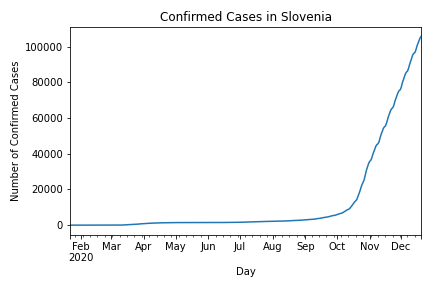 Confirmed Cases in Slovenia
Number of Confirmed Cases
100000
80000
60000
40000
20000
0
Feb Mar Apr May Jun Jul Aug Sep Oct Nov Dec
2020
Day